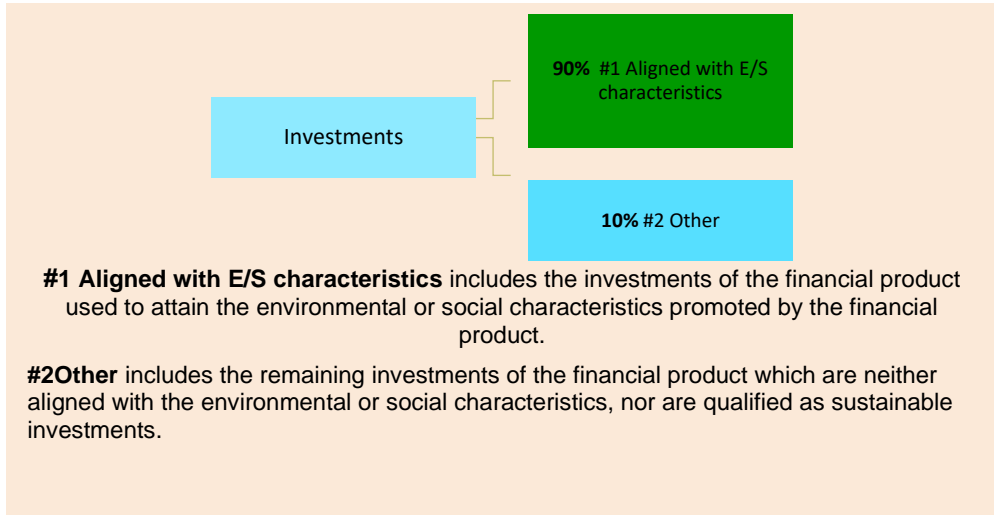 90% #1 Aligned with E/S
characteristics
Investments
10% #2 Other
#1 Aligned with E/S characteristics includes the investments of the financial product
used to attain the environmental or social characteristics promoted by the financial
product.
#2Other includes the remaining investments of the financial product which are neither
aligned with the environmental or social characteristics, nor are qualified as sustainable
investments.